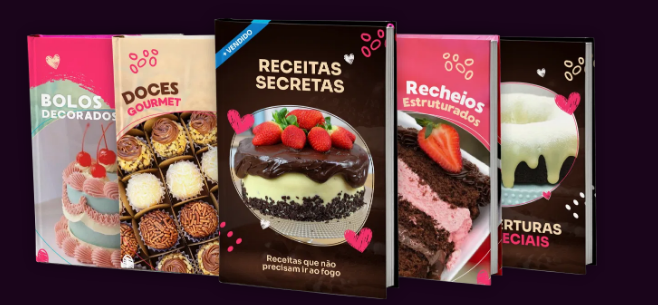 BOLOS
DECORADOS
DOCES
GOURMET
+ VENDIDO
RECEITAS
SECRETAS
Receitas que não
precisam ir ao fogo
Recheios
Estruturados
ERTURAS
ECIAIS